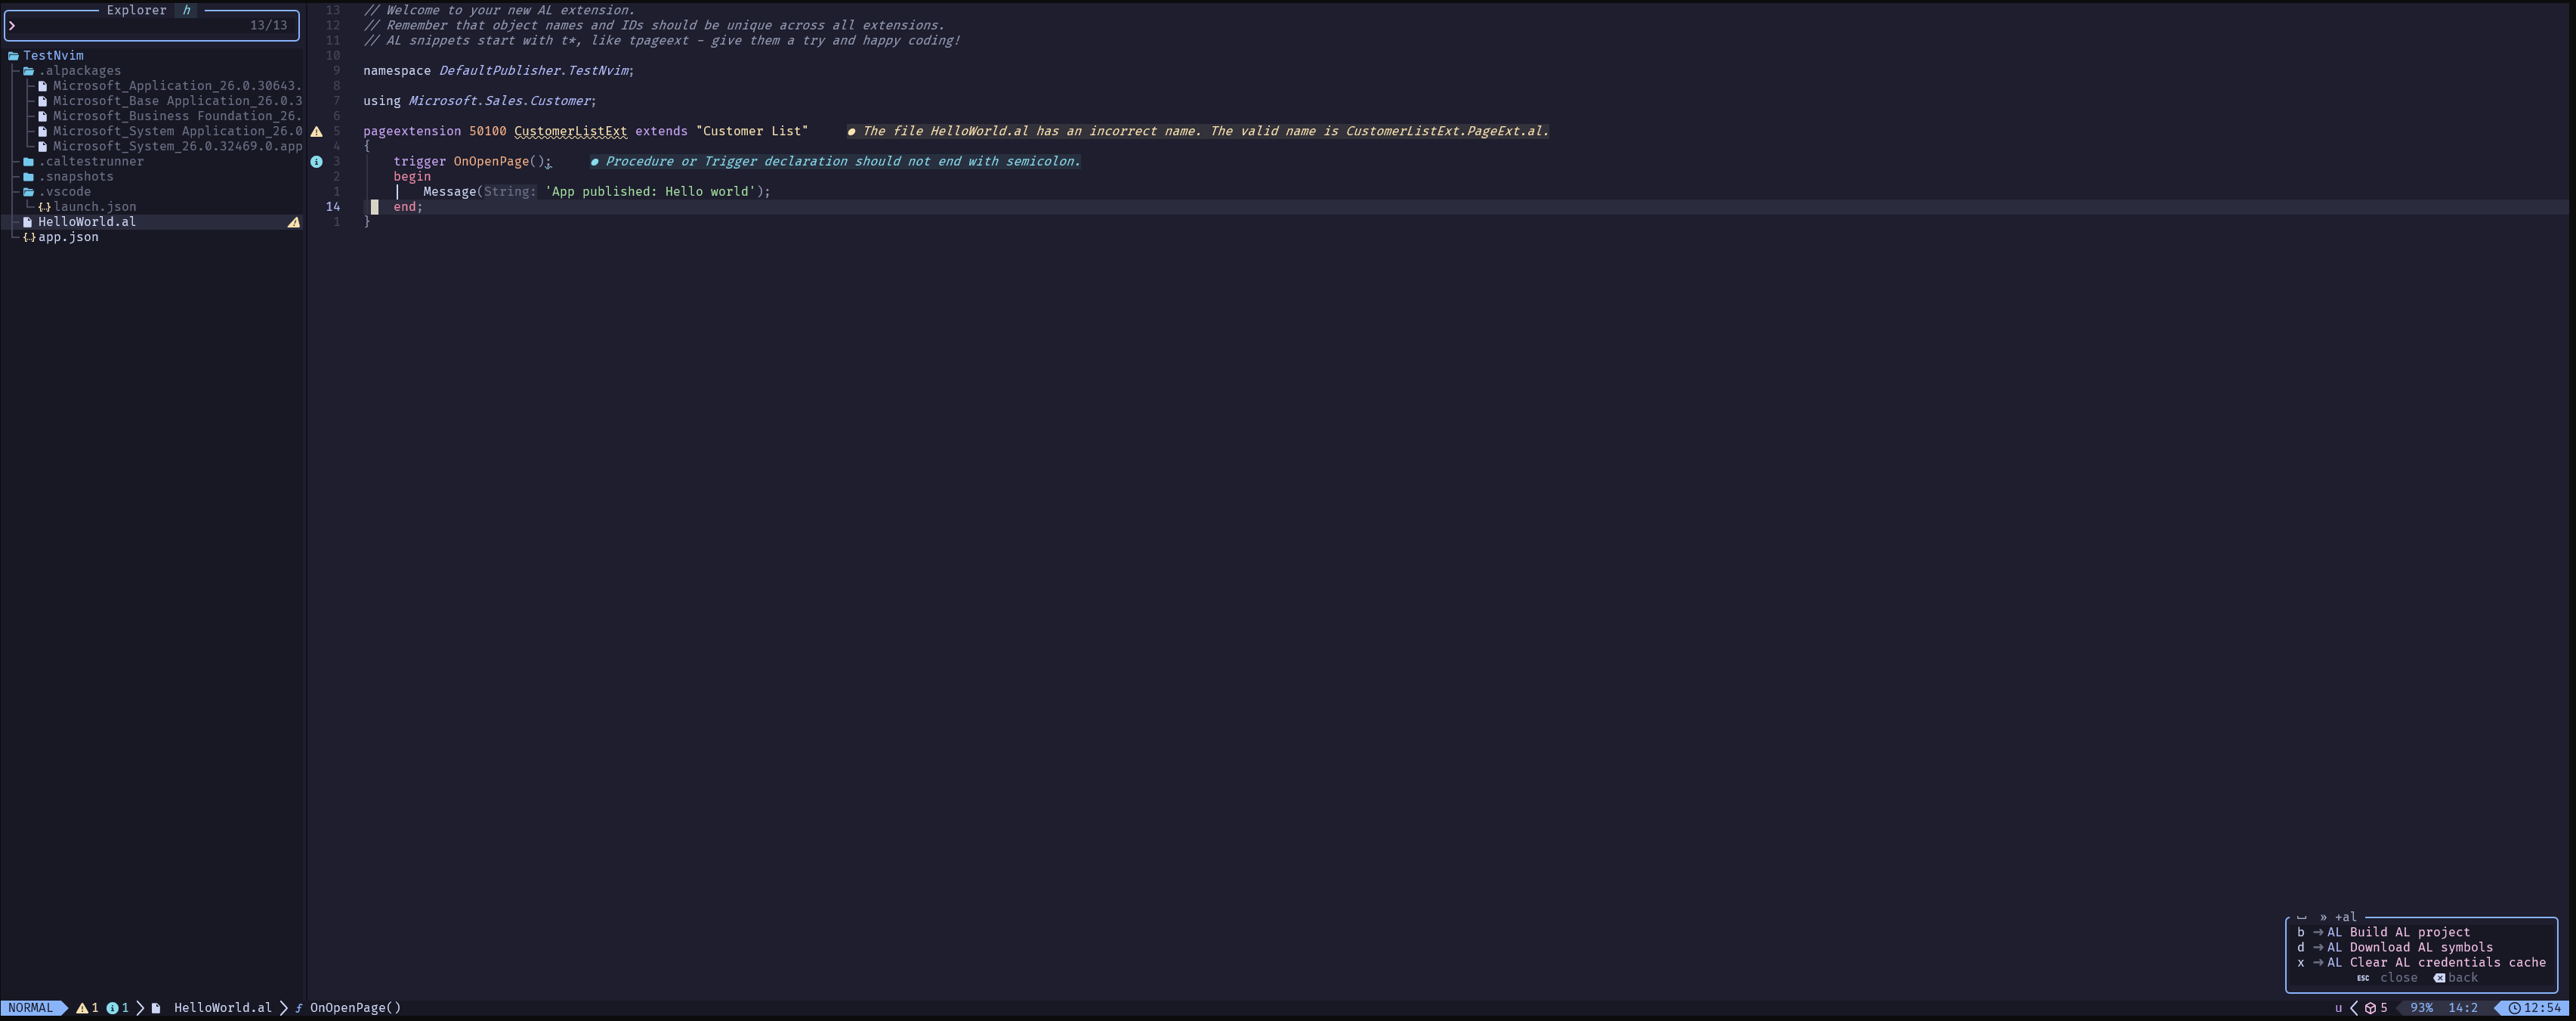 Explorer h
13/13
TestNvim
.alpackages
Microsoft_Application_26.0.30643.
Microsoft_Base Application_26.0.3
Microsoft_Business Foundation_26.
Microsoft_System Application_26.0
Microsoft_System_26.0.32469.0.app
.caltestrunner
.snapshots
.vscode
{} launch.json
HelloWorld.al
{} app.json
13 // Welcome to your new AL extension.
12 // Remember that object names and IDs should be unique across all extensions.
11 // AL snippets start with t*, like tpageext - give them a try and happy coding!
10
9 namespace DefaultPublisher.TestNvim;
8
7 using Microsoft.Sales.Customer;
6
5 pageextension 50100 CustomerListExt extends "Customer List" ● The file HelloWorld.al has an incorrect name. The valid name is CustomerListExt.PageExt.al.
4 {
3 trigger OnOpenPage(); ● Procedure or Trigger declaration should not end with semicolon.
2 begin
1 Message(String: 'App published: Hello world');
14 end;
1 }
» +al
b ➜ AL Build AL project
d ➜ AL Download AL symbols
x ➜ AL Clear AL credentials cache
ESC close back
NORMAL 1 1 HelloWorld.al ƒ OnOpenPage() u 5 93% 14:2 12:54